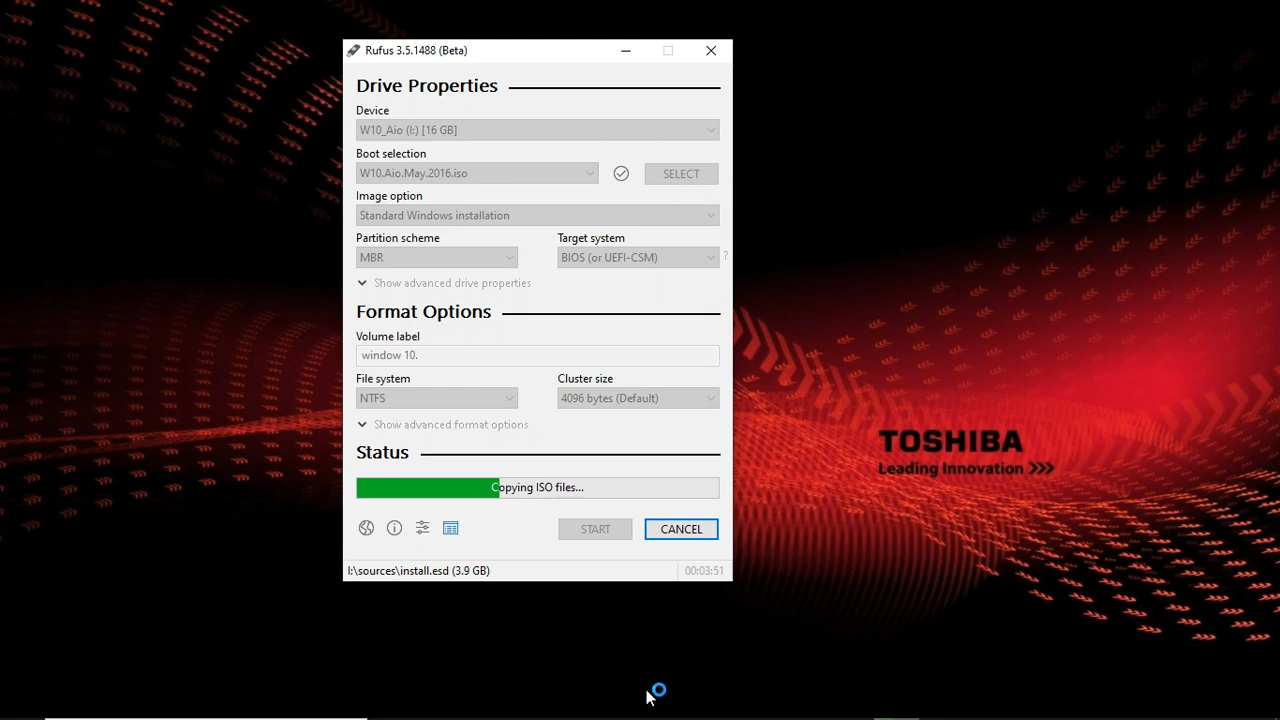 Rufus 3.5.1488 (Beta)
Drive Properties
Device
W10_Aio (I:) [16 GB]
Boot selection
W10.Aio.May.2016.iso
SELECT
Image option
Standard Windows installation
Partition scheme
Target system
MBR
BIOS (or UEFI-CSM)
?
Show advanced drive properties
Format Options
Volume label
window 10.
File system
Cluster size
NTFS
4096 bytes (Default)
Show advanced format options
Status
Copying ISO files...
START
CANCEL
I:\sources\install.esd (3.9 GB)
00:03:51
TOSHIBA
Leading Innovation >>>